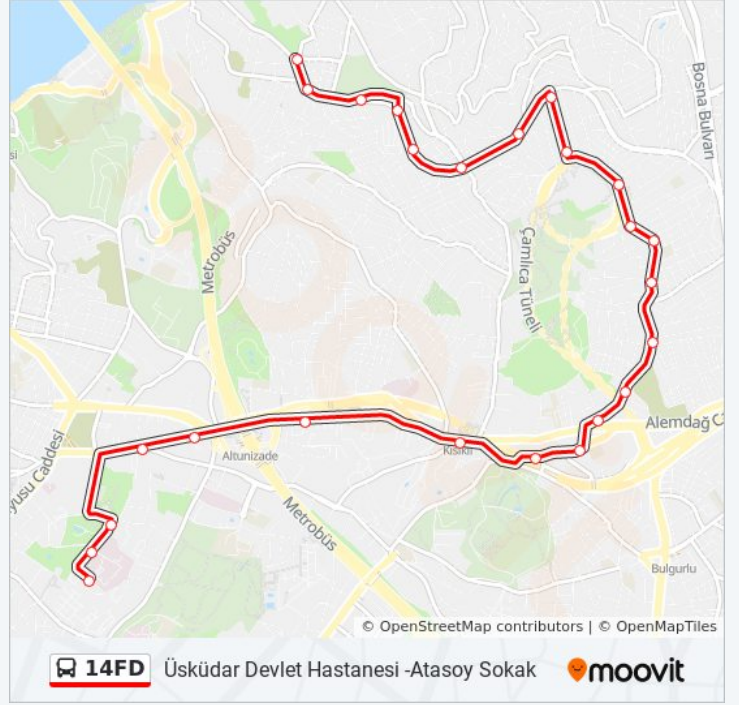 Bosna Bulvarı
Metrobüs
Çamlıca Tüneli
Alemdağ C
yusu Caddesi
Altunizade
Kısıklı
Metrobüs
Bulgurlu
© OpenStreetMap contributors | © OpenMapTiles
14FD Üsküdar Devlet Hastanesi -Atasoy Sokak moovit